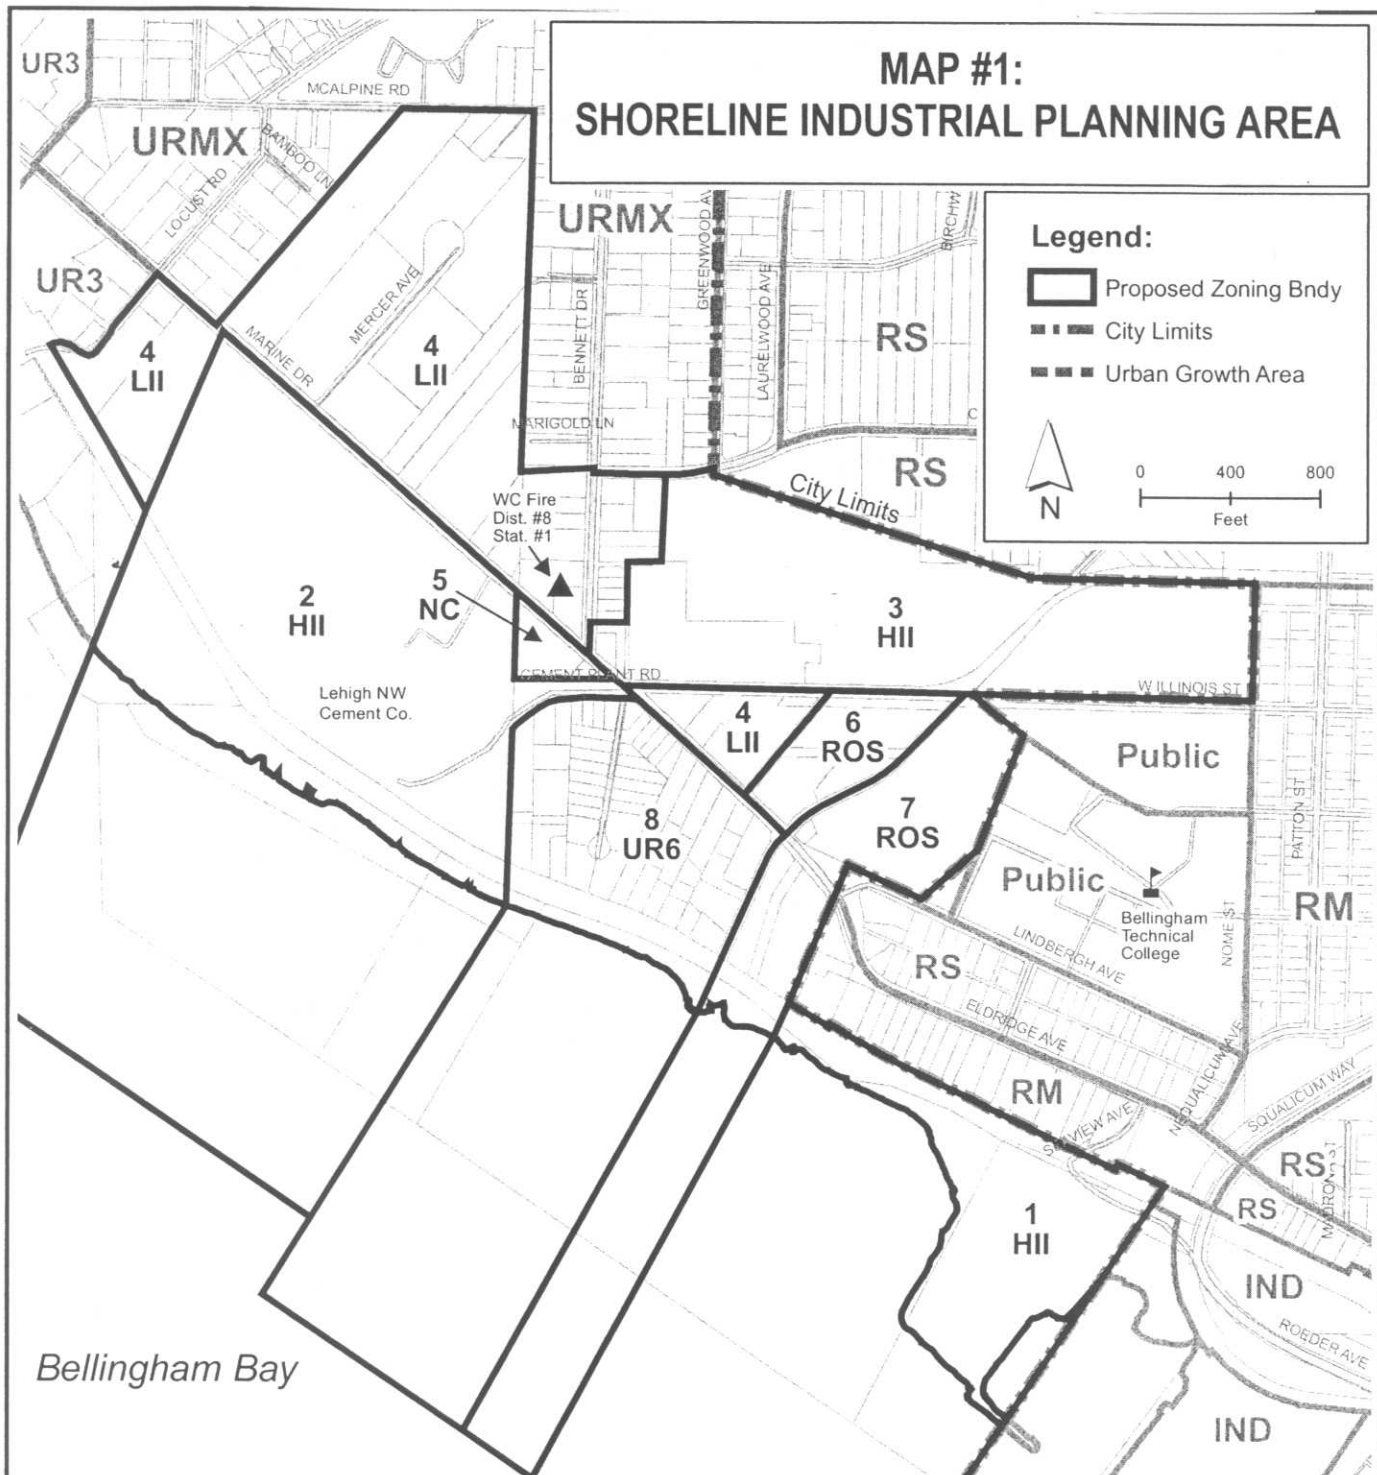 MAP #1:
SHORELINE INDUSTRIAL PLANNING AREA
Legend:
Proposed Zoning Bndy
City Limits
Urban Growth Area
0 400 800
Feet
N
UR3
MCALPINE RD
URMX
BAMBOO LN
LOCUST RD
UR3
URMX
GREENWOOD AV
BIRCHW
LAURELWOOD AVE
RS
MERCER AVE
BENNETT DR
MARINE DR
4
LII
4
LII
MARIGOLD LN
C
RS
City Limits
WC Fire
Dist. #8
Stat. #1
5
NC
2
HII
3
HII
CEMENT PLANT RD
W ILLINOIS ST
Lehigh NW
Cement Co.
4
LII
6
ROS
Public
PATTON ST
7
ROS
8
UR6
Public
Bellingham
Technical
College
RM
NOME ST
LINDBERGH AVE
RS
ELDRIDGE AVE
RM
NEQUALICUM AVE
SQUALICUM WAY
SEAVIEW AVE
RS
MADRONA ST
RS
1
HII
IND
ROEDER AVE
Bellingham Bay
IND